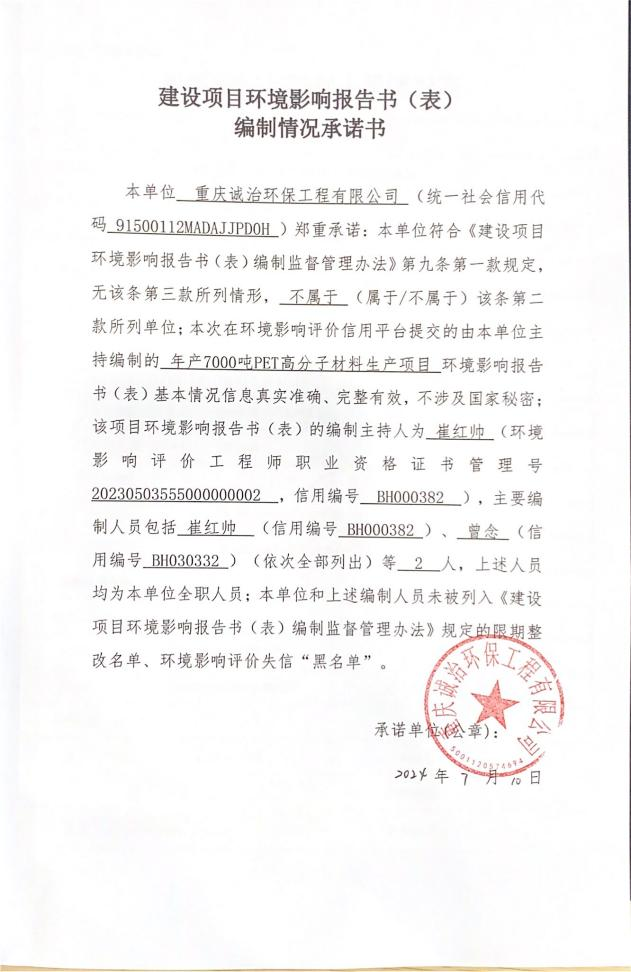 建设项目环境影响报告书（表）
编制情况承诺书
本单位 重庆诚治环保工程有限公司（统一社会信用代
码 91500112MADAJJPD0H ）郑重承诺：本单位符合《建设项目
环境影响报告书（表）编制监督管理办法》第九条第一款规定，
无该条第三款所列情形， 不属于 （属于/不属于）该条第二
款所列单位；本次在环境影响评价信用平台提交的由本单位主
持编制的 年产7000吨PET高分子材料生产项目 环境影响报告
书（表）基本情况信息真实准确、完整有效，不涉及国家秘密；
该项目环境影响报告书（表）的编制主持人为 崔红帅 （环境
影响评价工程师职业资格证书管理号
20230503555000000002 ，信用编号 BH000382 ），主要编
制人员包括 崔红帅 （信用编号 BH000382 ）、 曾念 （信
用编号 BH030332 ）（依次全部列出）等 2 人，上述人员
均为本单位全职人员；本单位和上述编制人员未被列入《建设
项目环境影响报告书（表）编制监督管理办法》规定的限期整
改名单、环境影响评价失信“黑名单”。
重庆诚治环保工程有限公司
承诺单位(公章)：
5001120574694
2024 年 7 月 10 日